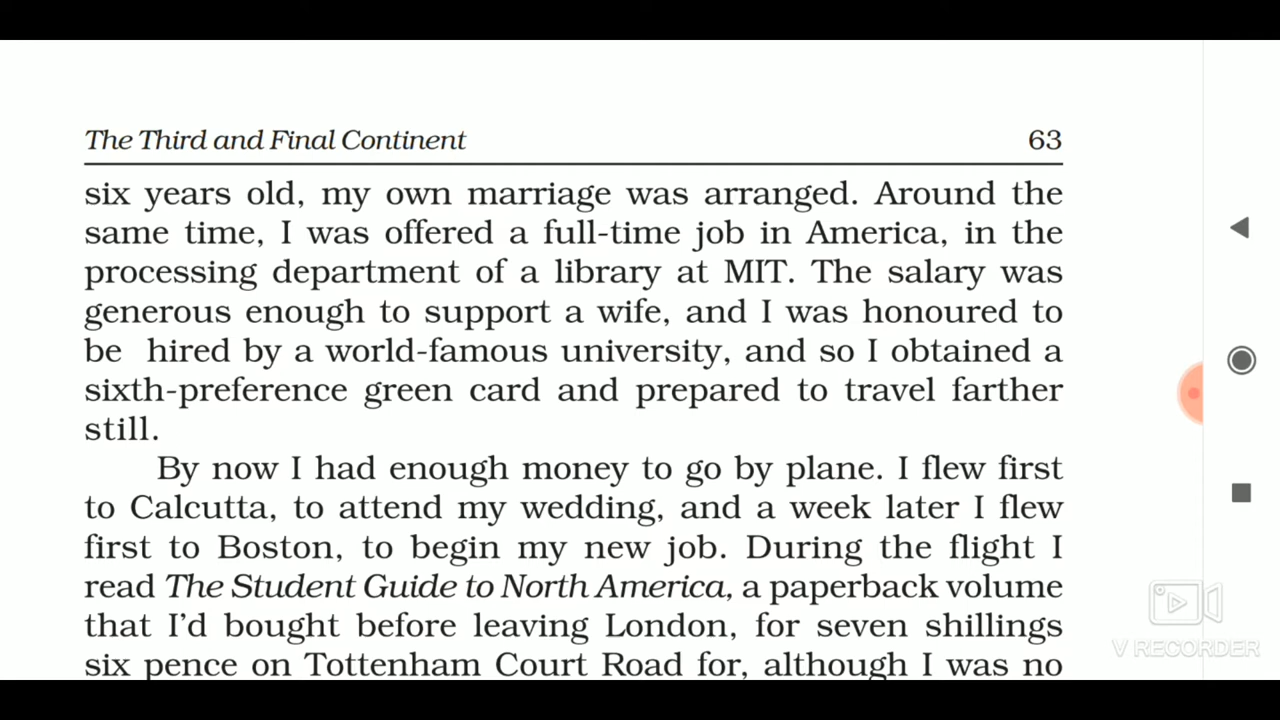 The Third and Final Continent 63
six years old, my own marriage was arranged. Around the
same time, I was offered a full-time job in America, in the
processing department of a library at MIT. The salary was
generous enough to support a wife, and I was honoured to
be hired by a world-famous university, and so I obtained a
sixth-preference green card and prepared to travel farther
still.
By now I had enough money to go by plane. I flew first
to Calcutta, to attend my wedding, and a week later I flew
first to Boston, to begin my new job. During the flight I
read The Student Guide to North America, a paperback volume
that I'd bought before leaving London, for seven shillings
six pence on Tottenham Court Road for, although I was no
V RECORDER